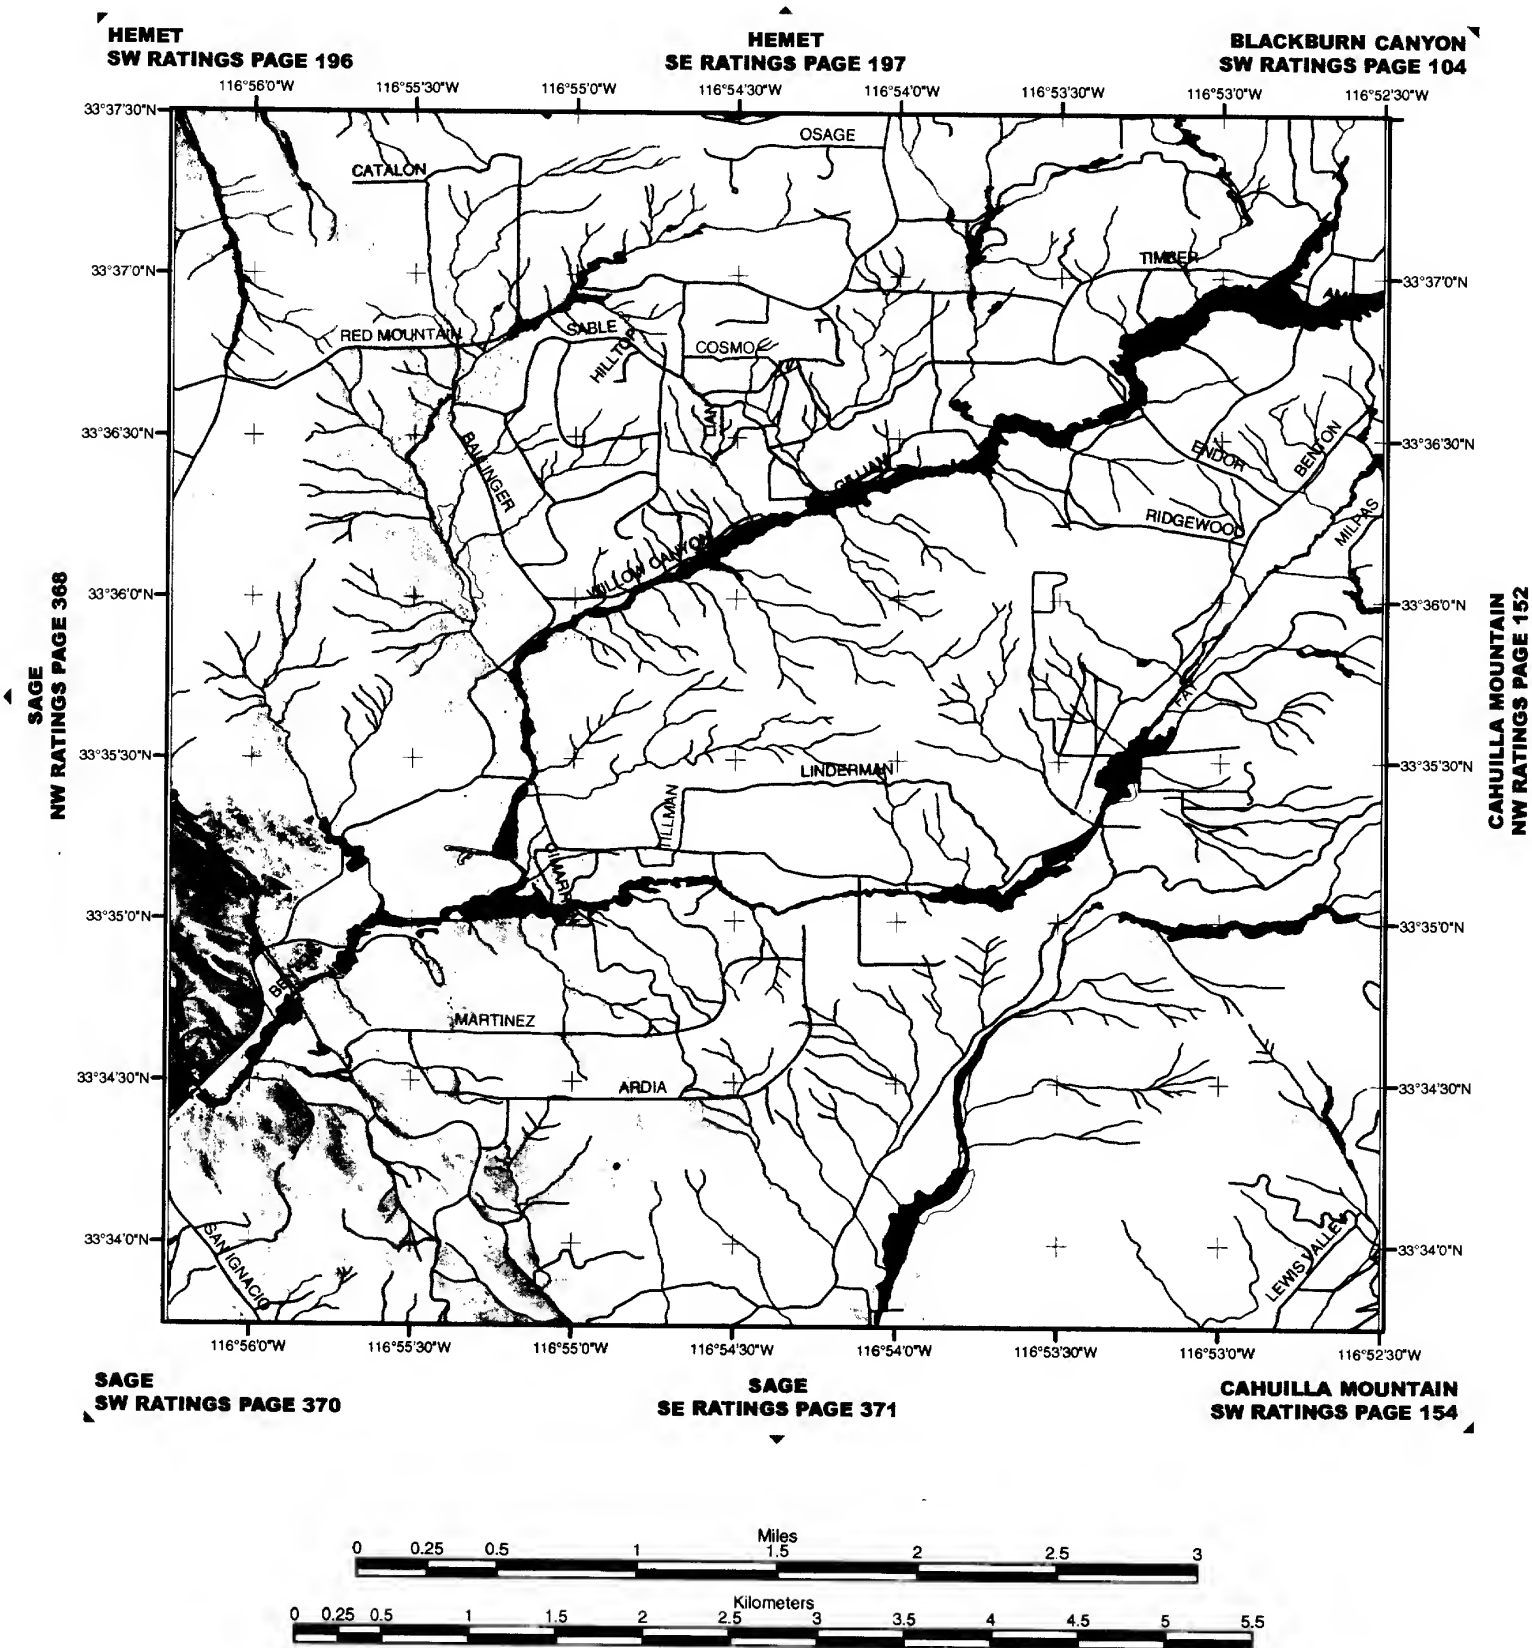 HEMET
SW RATINGS PAGE 196
HEMET
SE RATINGS PAGE 197
BLACKBURN CANYON
SW RATINGS PAGE 104
116°56'0"W
116°55'30"W
116°55'0"W
116°54'30"W
116°54'0"W
116°53'30"W
116°53'0"W
116°52'30"W
33°37'30"N
OSAGE
CATALON
TIMBER
33°37'0"N
33°37'0"N
RED MOUNTAIN
SABLE
HILLTOP
COSMO
LIAN
33°36'30"N
33°36'30"N
BALLINGER
GILLIAM
ENDOR
BENTON
RIDGEWOOD
MILPAS
WILLOW CANYON
33°36'0"N
33°36'0"N
SAGE
NW RATINGS PAGE 368
CAHUILLA MOUNTAIN
NW RATINGS PAGE 152
33°35'30"N
33°35'30"N
LINDERMAN
TILLMAN
33°35'0"N
33°35'0"N
MARTINEZ
ARDIA
33°34'30"N
33°34'30"N
33°34'0"N
33°34'0"N
SAN IGNACIO
LEWIS VALLEY
116°56'0"W
116°55'30"W
116°55'0"W
116°54'30"W
116°54'0"W
116°53'30"W
116°53'0"W
116°52'30"W
SAGE
SW RATINGS PAGE 370
SAGE
SE RATINGS PAGE 371
CAHUILLA MOUNTAIN
SW RATINGS PAGE 154
Miles
0 0.25 0.5 1 1.5 2 2.5 3
Kilometers
0 0.25 0.5 1 1.5 2 2.5 3 3.5 4 4.5 5 5.5